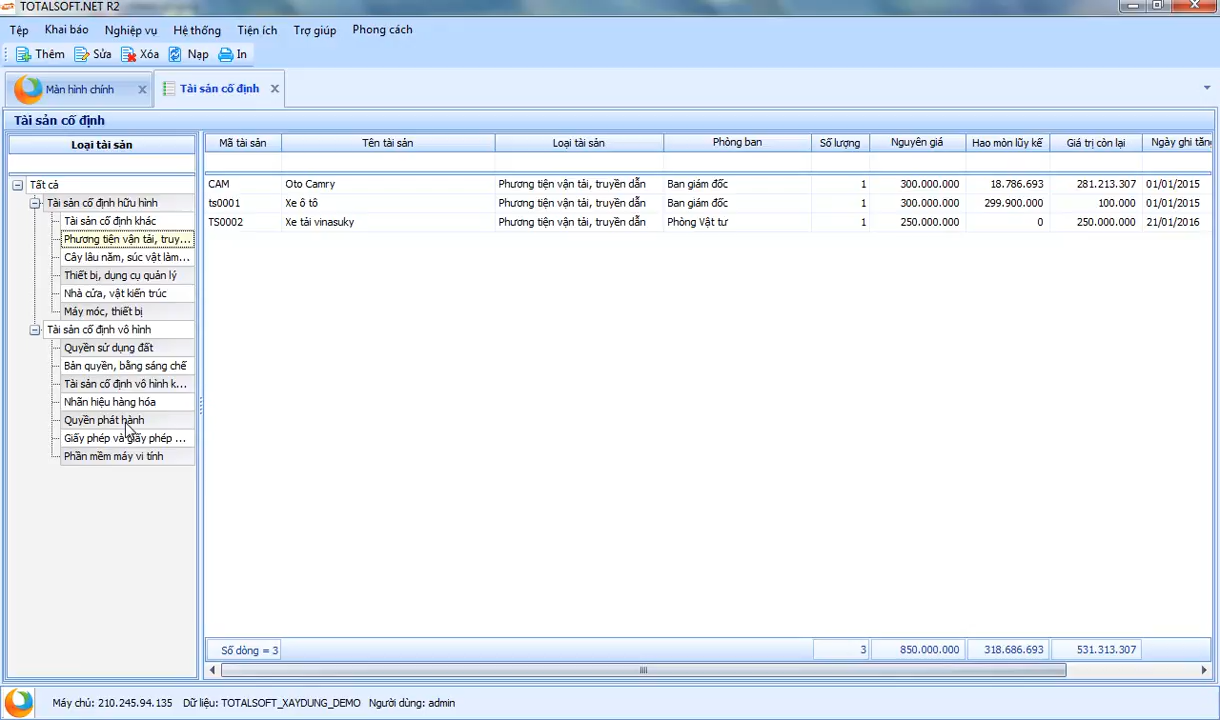 TOTALSOFT.NET R2
Tệp Khai báo Nghiệp vụ Hệ thống Tiện ích Trợ giúp Phong cách
Thêm Sửa Xóa Nạp In
Màn hình chính Tài sản cố định
Tài sản cố định
Loại tài sản
Tất cả
Tài sản cố định hữu hình
Tài sản cố định khác
Phương tiện vận tải, truy...
Cây lâu năm, súc vật làm...
Thiết bị, dụng cụ quản lý
Nhà cửa, vật kiến trúc
Máy móc, thiết bị
Tài sản cố định vô hình
Quyền sử dụng đất
Bản quyền, bằng sáng chế
Tài sản cố định vô hình k...
Nhãn hiệu hàng hóa
Quyền phát hành
Giấy phép và giấy phép ...
Phần mềm máy vi tính
Mã tài sản Tên tài sản Loại tài sản Phòng ban Số lượng Nguyên giá Hao mòn lũy kế Giá trị còn lại Ngày ghi tăng
CAM Oto Camry Phương tiện vận tải, truyền dẫn Ban giám đốc 1 300.000.000 18.786.693 281.213.307 01/01/2015
ts0001 Xe ô tô Phương tiện vận tải, truyền dẫn Ban giám đốc 1 300.000.000 299.900.000 100.000 01/01/2015
TS0002 Xe tải vinasuky Phương tiện vận tải, truyền dẫn Phòng Vật tư 1 250.000.000 0 250.000.000 21/01/2016
Số dòng = 3 3 850.000.000 318.686.693 531.313.307
Máy chủ: 210.245.94.135 Dữ liệu: TOTALSOFT_XAYDUNG_DEMO Người dùng: admin